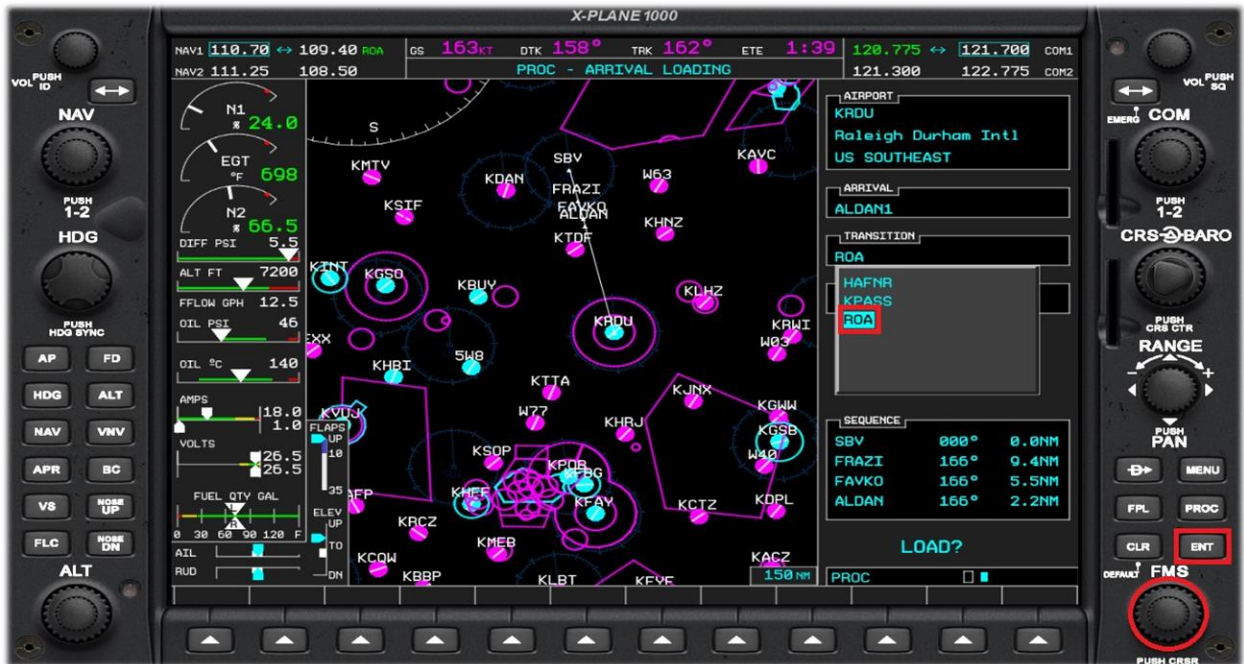 X-PLANE 1000
NAV1 110.70 ↔ 109.40 ROA GS 163KT DTK 158° TRK 162° ETE 1:39 120.775 ↔ 121.700 COM1
NAV2 111.25 108.50 PROC - ARRIVAL LOADING 121.300 122.775 COM2
VOL PUSH ID
NAV
PUSH 1-2
HDG
PUSH HDG SYNC
AP FD
HDG ALT
NAV VNV
APR BC
VS NOSE UP
FLC NOSE DN
ALT
N1
% 24.0
EGT
°F 698
N2
% 66.5
DIFF PSI 5.5
ALT FT 7200
FFLOW GPH 12.5
OIL PSI 46
OIL ºC 140
AMPS
18.0
1.0
VOLTS
26.5
26.5
FUEL QTY GAL
L
R
0 30 60 90 120 F
AIL
RUD
FLAPS
UP
10
35
ELEV
UP
TO
DN
S
KMTV
KDAN
SBV
W63
KAVC
FRAZI
KSIF
FAVKO
ALDAN
KHNZ
KTDF
KINT
KGSO
KBUY
KLHZ
KRDU
KRWI
W03
KHBI
5W8
KTTA
KJNX
KVUJ
W77
KHRJ
KGWW
KGSB
KSOP
W40
KHFF
KFAY
KCTZ
KDPL
KRCZ
KMEB
KCQW
KACZ
KBBP
KLBT
150 NM
AIRPORT
KRDU
Raleigh Durham Intl
US SOUTHEAST
ARRIVAL
ALDAN1
TRANSITION
ROA
HAFNR
KPASS
ROA
SEQUENCE
SBV 000° 0.0NM
FRAZI 166° 9.4NM
FAVKO 166° 5.5NM
ALDAN 166° 2.2NM
LOAD?
PROC
VOL PUSH SQ
EMERG COM
PUSH 1-2
CRS BARO
PUSH CRS CTR
RANGE
- +
PUSH PAN
D MENU
FPL PROC
CLR ENT
DEFAULT FMS
PUSH CRSR